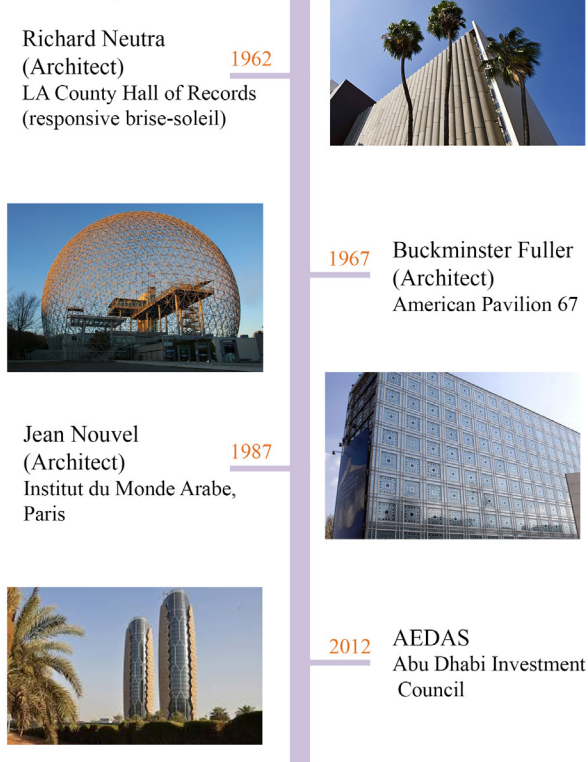 Richard Neutra
(Architect)
1962
LA County Hall of Records
(responsive brise-soleil)
1967
Buckminster Fuller
(Architect)
American Pavilion 67
Jean Nouvel
(Architect)
1987
Institut du Monde Arabe,
Paris
2012
AEDAS
Abu Dhabi Investment
Council